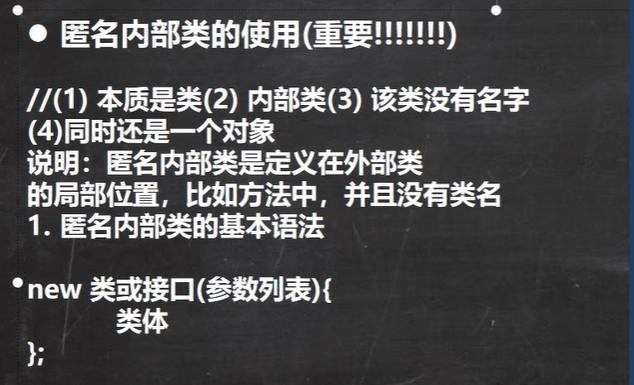 ● 匿名内部类的使用(重要!!!!!!!)
//(1) 本质是类(2) 内部类(3) 该类没有名字
(4)同时还是一个对象
说明：匿名内部类是定义在外部类
的局部位置，比如方法中，并且没有类名
1. 匿名内部类的基本语法
new 类或接口(参数列表){
类体
};